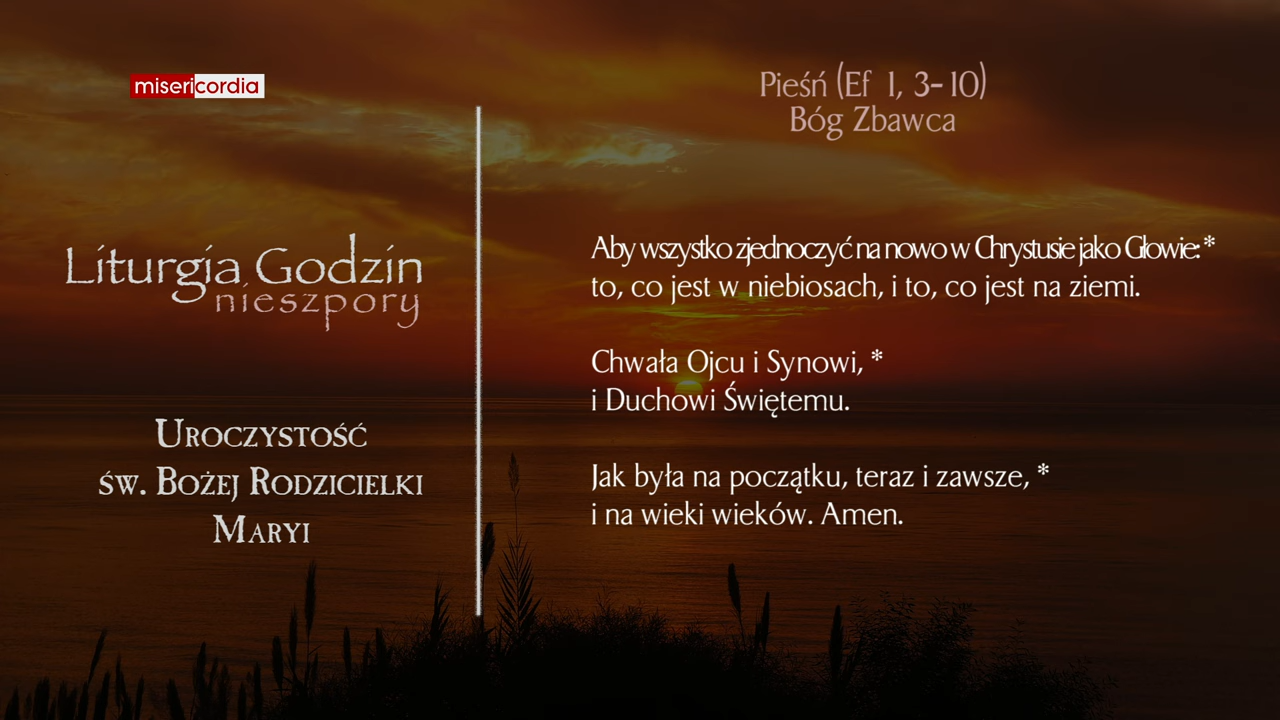 misericordia
Pieśń (Ef 1, 3-10)
Bóg Zbawca
Liturgia Godzin
nieszpory
Uroczystość
św. Bożej Rodzicielki
Maryi
Aby wszystko zjednoczyć na nowo w Chrystusie jako Głowie: *
to, co jest w niebiosach, i to, co jest na ziemi.
Chwała Ojcu i Synowi, *
i Duchowi Świętemu.
Jak była na początku, teraz i zawsze, *
i na wieki wieków. Amen.